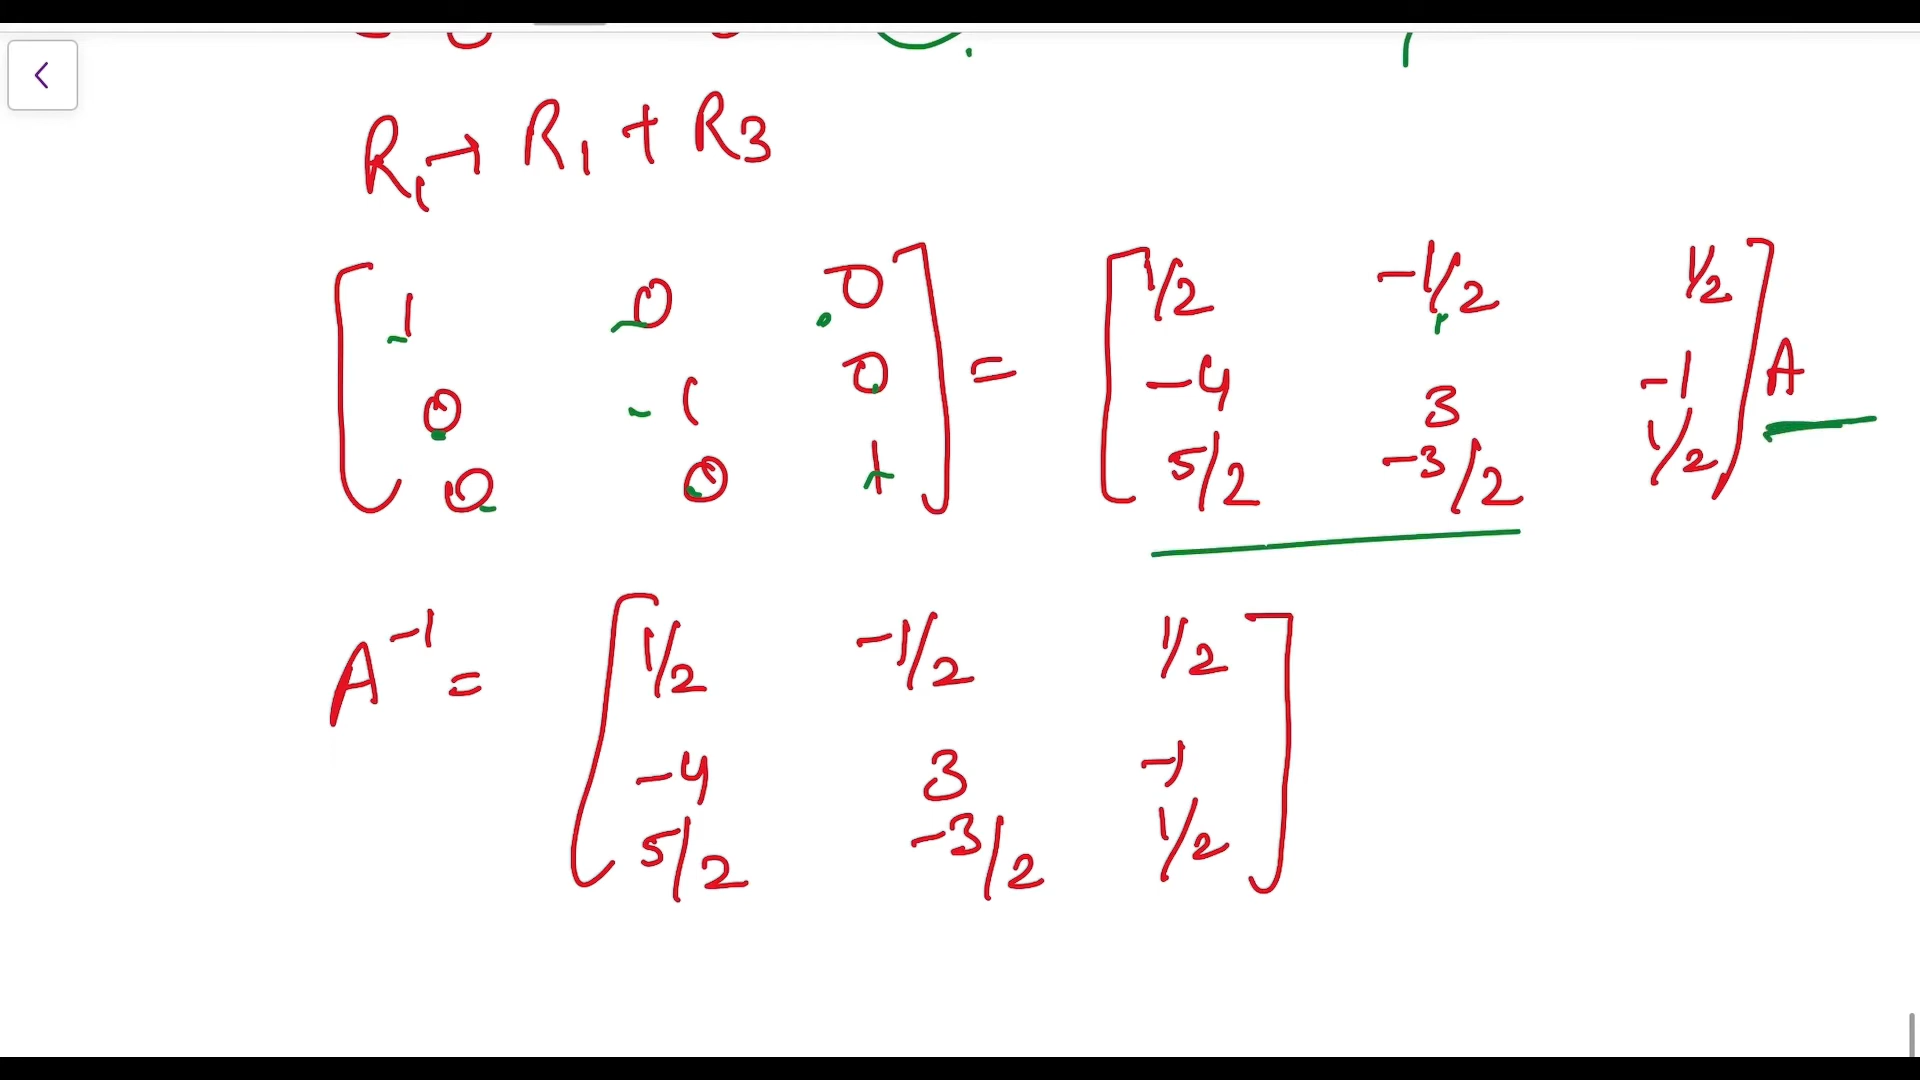 R₁ → R₁ + R₃
[1 0 0] = [1/2 -1/2 1/2] A
[0 1 0] [-4 3 -1]
[0 0 1] [5/2 -3/2 1/2]
A⁻¹ = [1/2 -1/2 1/2]
[-4 3 -1]
[5/2 -3/2 1/2]